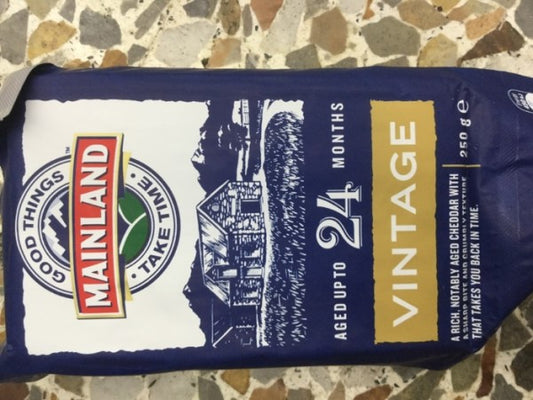 GOOD THINGS
MAINLAND
TAKE TIME
™
AGED UP TO 24 MONTHS
VINTAGE
A RICH, NOTABLY AGED CHEDDAR WITH
A SHARP BITE AND CRUMBLY TEXTURE
THAT TAKES YOU BACK IN TIME.
250 g e